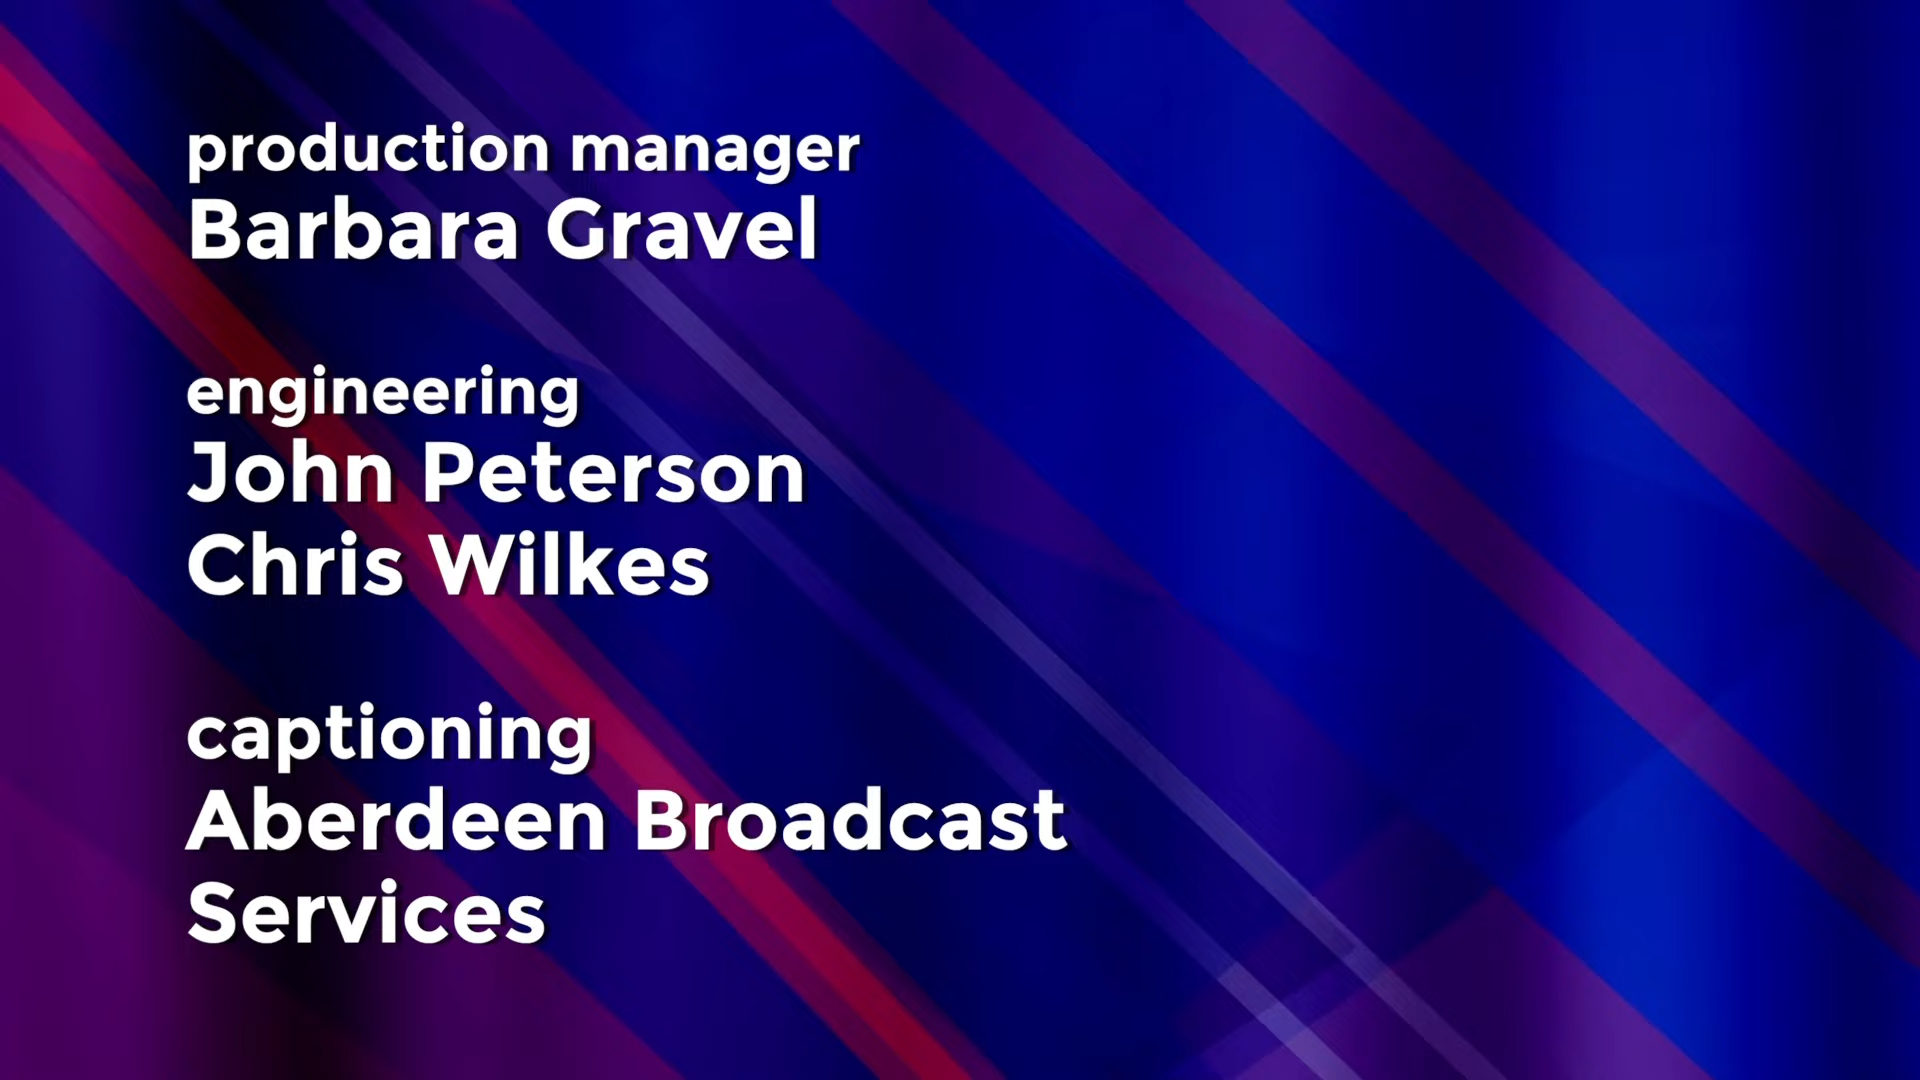 production manager
Barbara Gravel
engineering
John Peterson
Chris Wilkes
captioning
Aberdeen Broadcast
Services